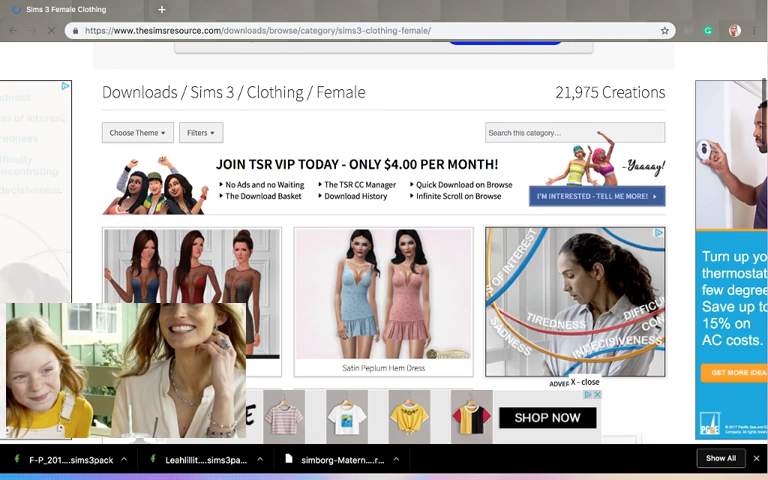 Sims 3 Female Clothing
https://www.thesimsresource.com/downloads/browse/category/sims3-clothing-female/
Downloads / Sims 3 / Clothing / Female
21,975 Creations
Choose Theme
Filters
Search this category...
JOIN TSR VIP TODAY - ONLY $4.00 PER MONTH!
No Ads and no Waiting
The TSR CC Manager
Quick Download on Browse
The Download Basket
Download History
Infinite Scroll on Browse
-Yaaaay!
I'M INTERESTED - TELL ME MORE!
S OF INTEREST
TIREDNESS
DIFFICU
CON
SADNESS
INDECISIVENESS
Satin Peplum Hem Dress
ADVER
X - close
SHOP NOW
Turn up yo
thermostat
few degree
Save up to
15% on
AC costs.
GET MORE IDEA
F-P_201....sims3pack
Leahlillit....sims3pa...
simborg-Matern....r...
Show All